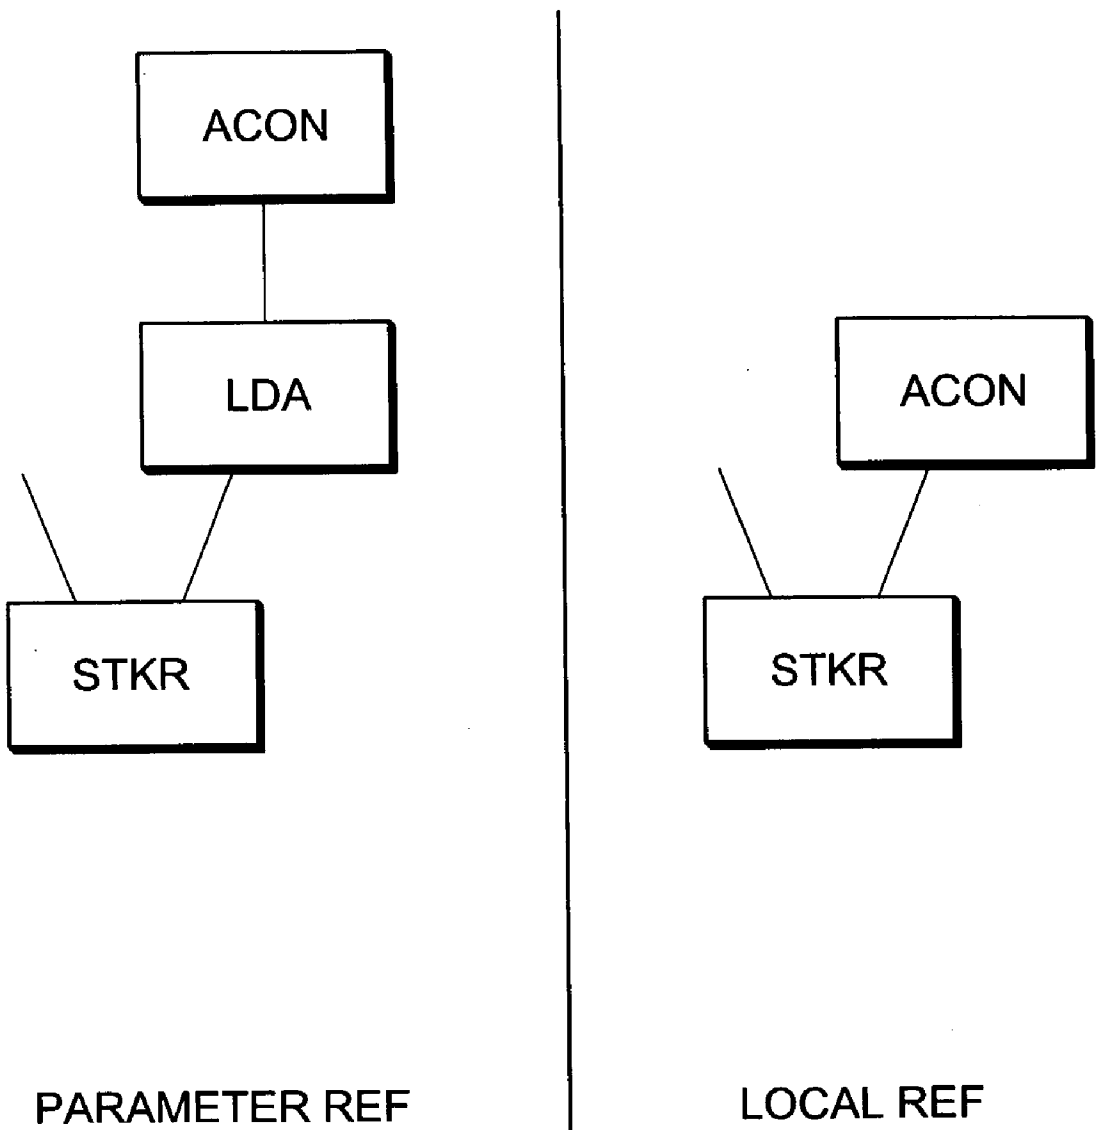 ACON
LDA
STKR
PARAMETER REF
ACON
STKR
LOCAL REF